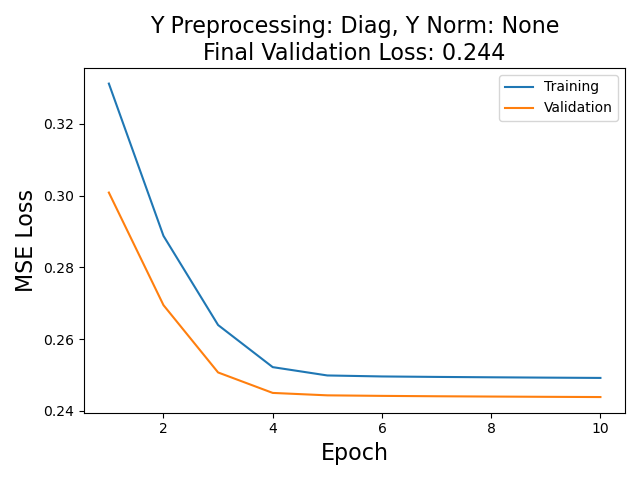 Y Preprocessing: Diag, Y Norm: None
Final Validation Loss: 0.244
Training
Validation
MSE Loss
0.32
0.30
0.28
0.26
0.24
2
4
6
8
10
Epoch